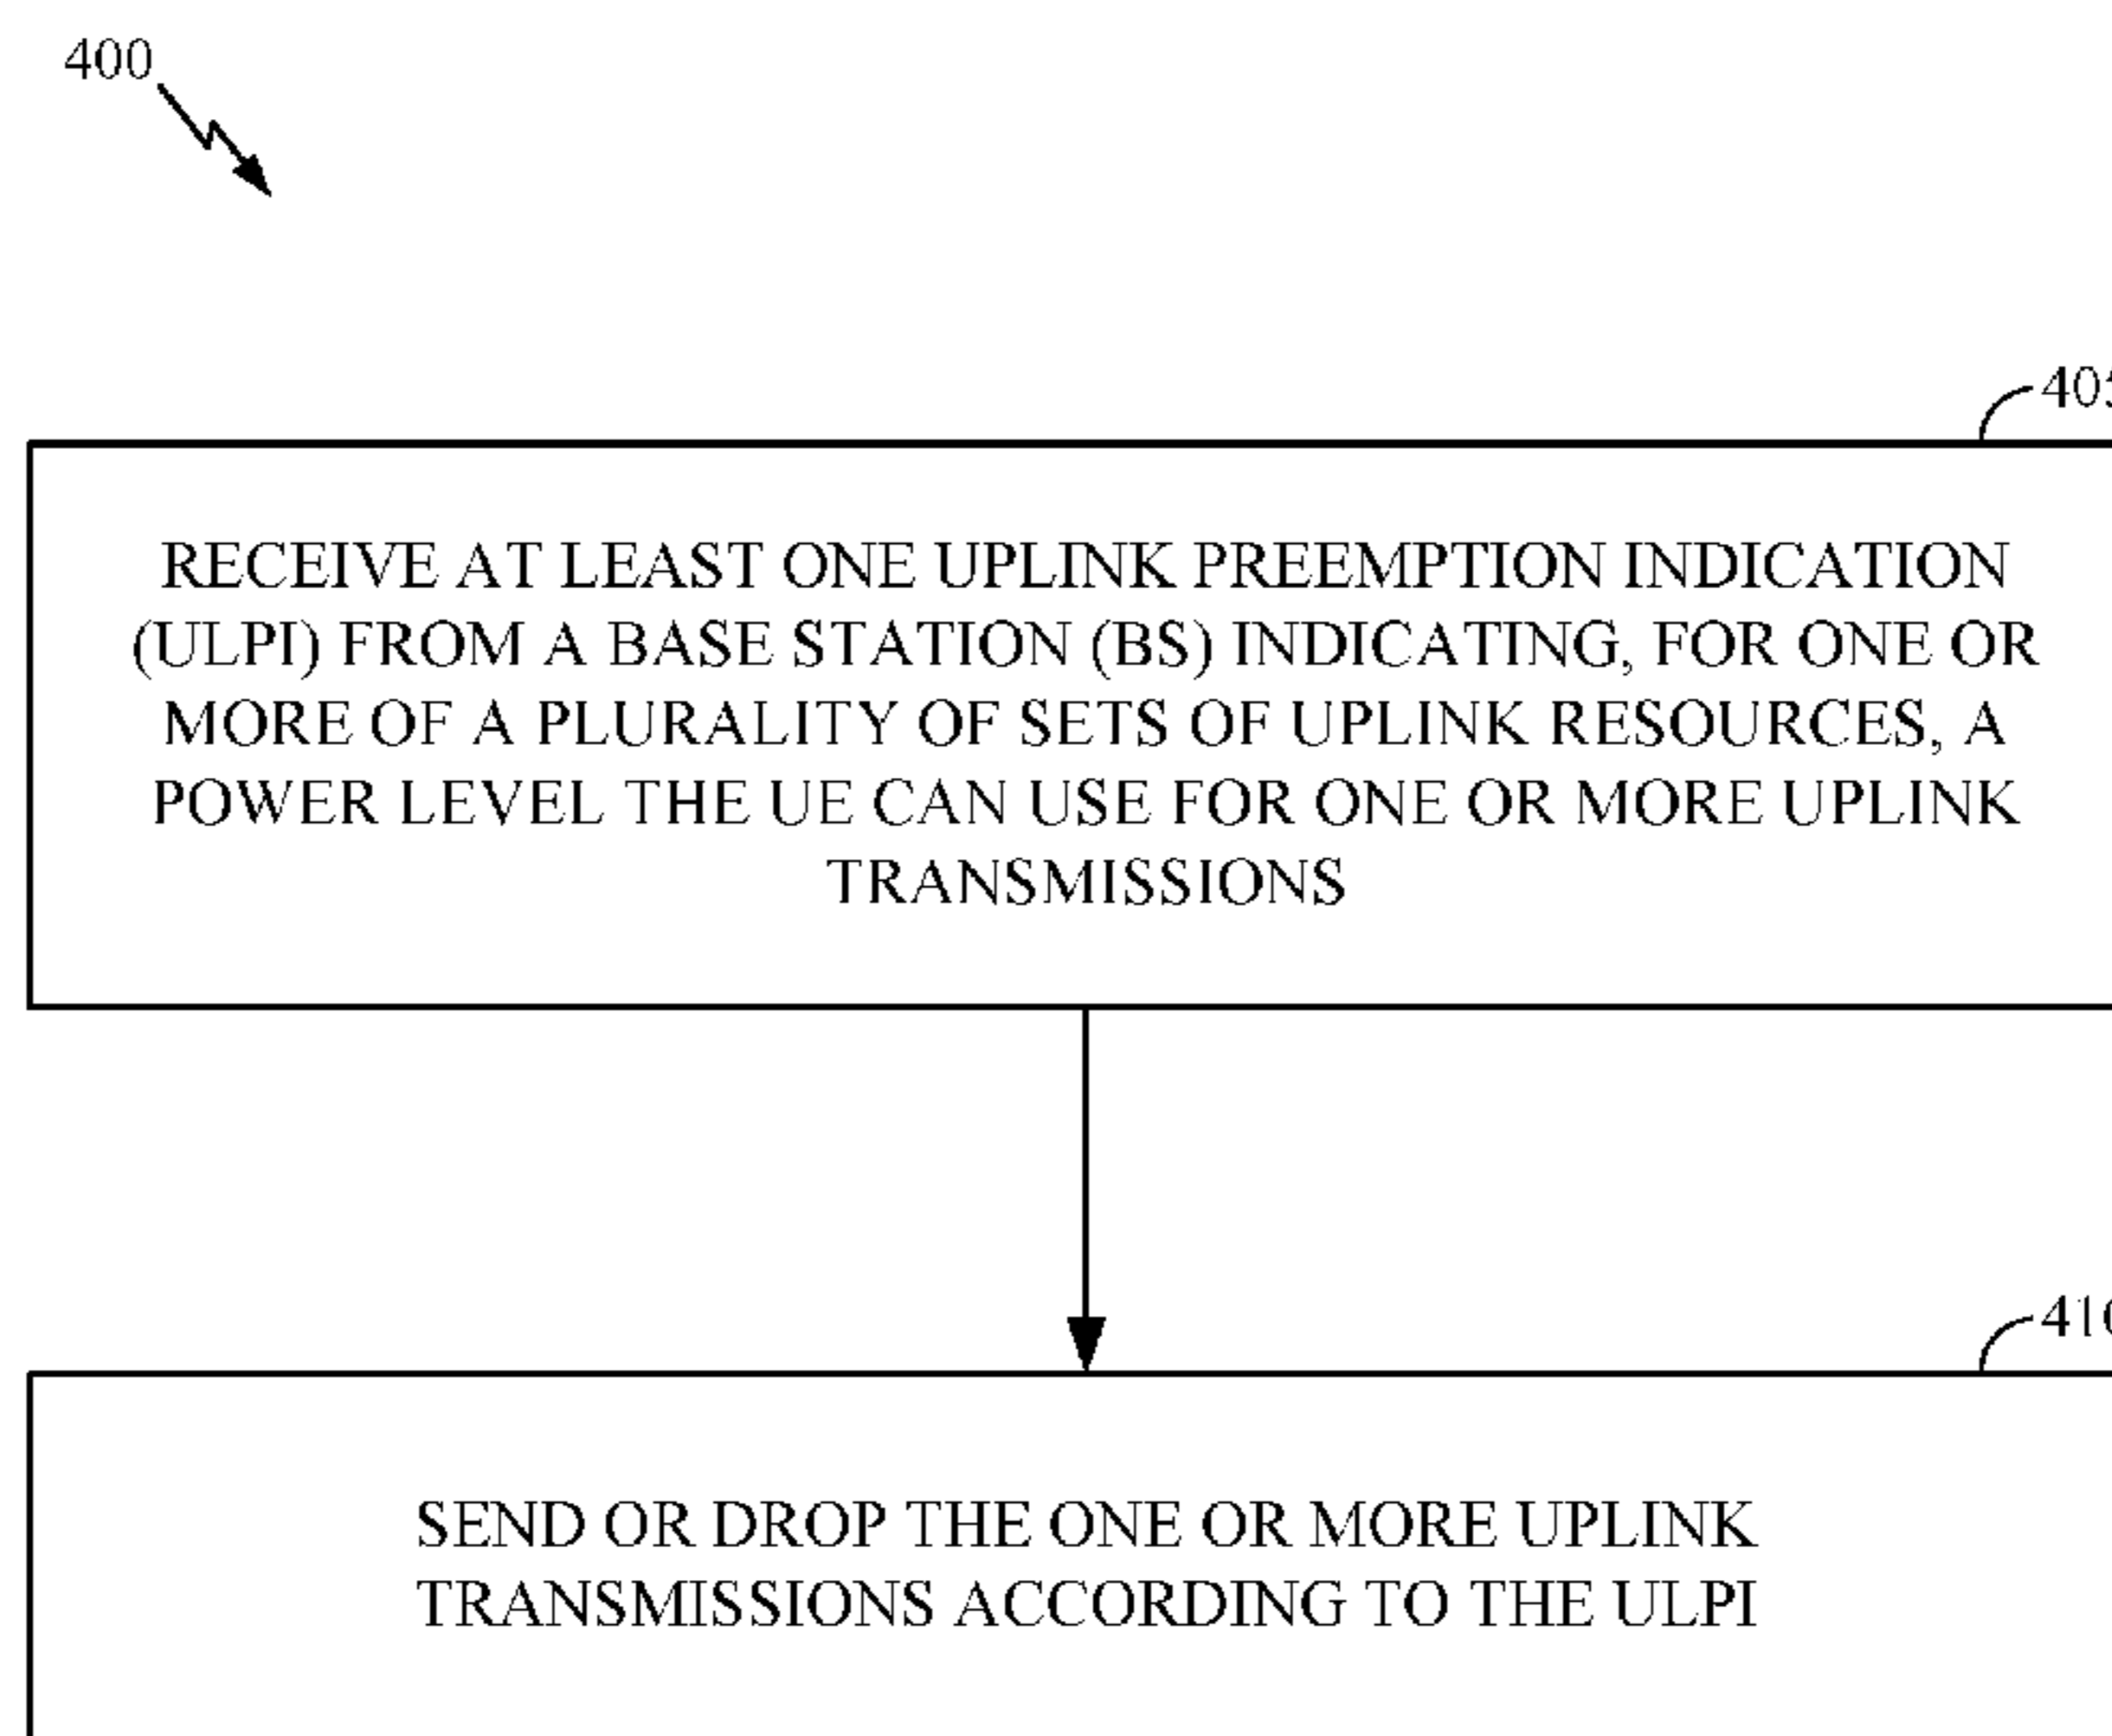 400
405
RECEIVE AT LEAST ONE UPLINK PREEMPTION INDICATION
(ULPI) FROM A BASE STATION (BS) INDICATING, FOR ONE OR
MORE OF A PLURALITY OF SETS OF UPLINK RESOURCES, A
POWER LEVEL THE UE CAN USE FOR ONE OR MORE UPLINK
TRANSMISSIONS
410
SEND OR DROP THE ONE OR MORE UPLINK
TRANSMISSIONS ACCORDING TO THE ULPI